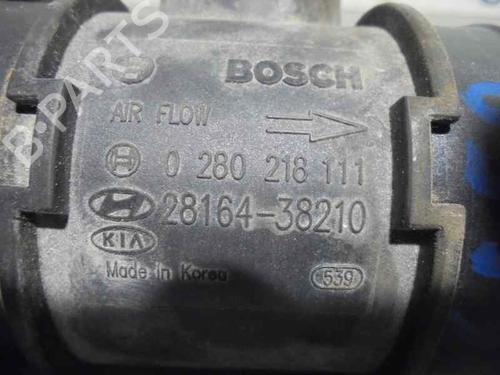 BOSCH
AIR FLOW
0 280 218 111
28164-38210
KIA
Made in Korea
539
B-PARTS